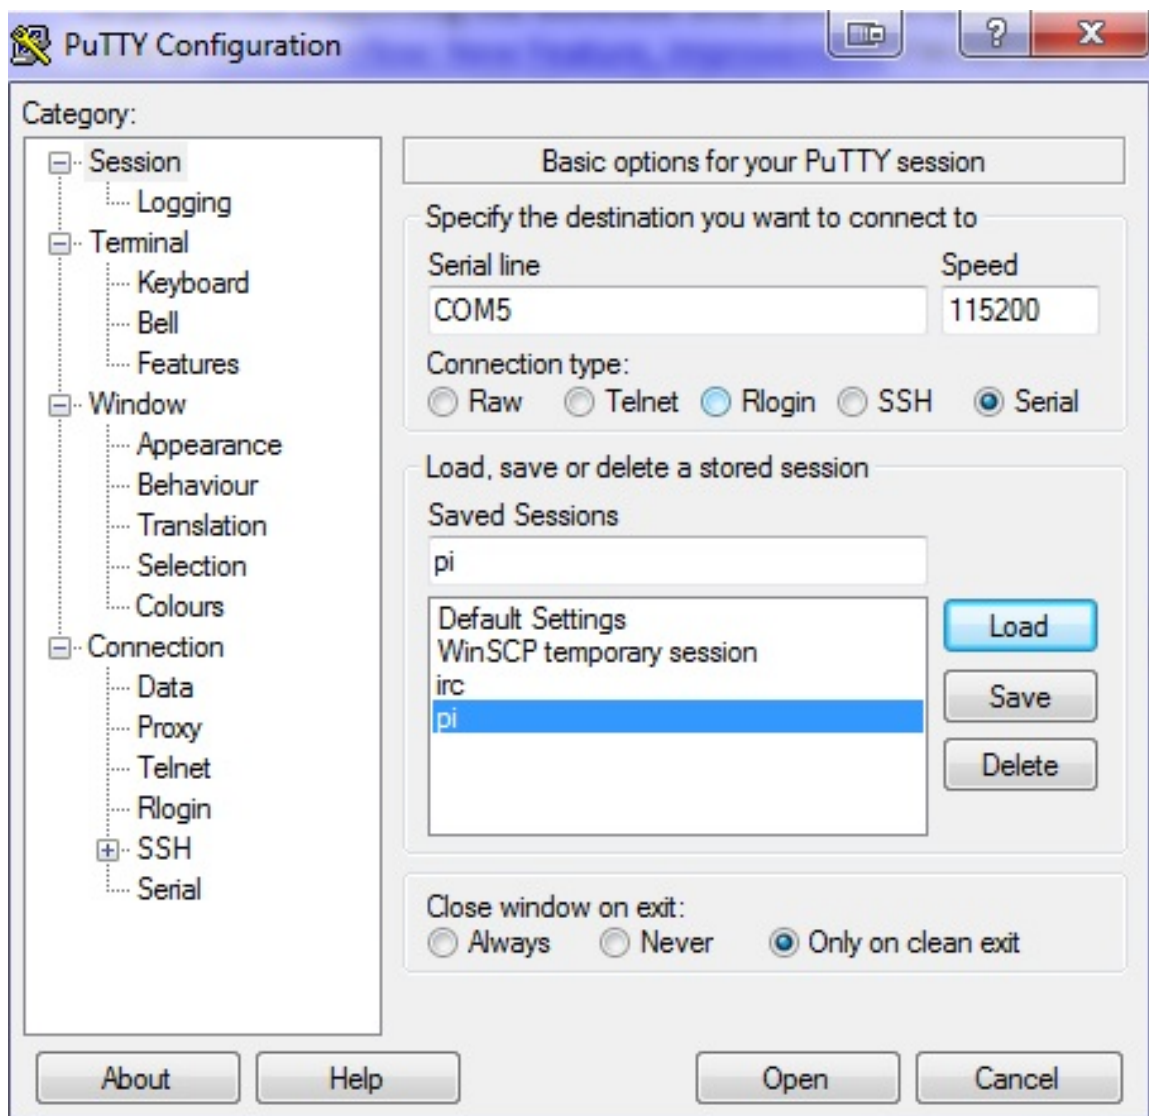 PuTTY Configuration
?
X
Category:
Session
Logging
Terminal
Keyboard
Bell
Features
Window
Appearance
Behaviour
Translation
Selection
Colours
Connection
Data
Proxy
Telnet
Rlogin
SSH
Serial
Basic options for your PuTTY session
Specify the destination you want to connect to
Serial line Speed
COM5 115200
Connection type:
Raw Telnet Rlogin SSH Serial
Load, save or delete a stored session
Saved Sessions
pi
Default Settings
WinSCP temporary session
irc
pi
Load
Save
Delete
Close window on exit:
Always Never Only on clean exit
About Help Open Cancel